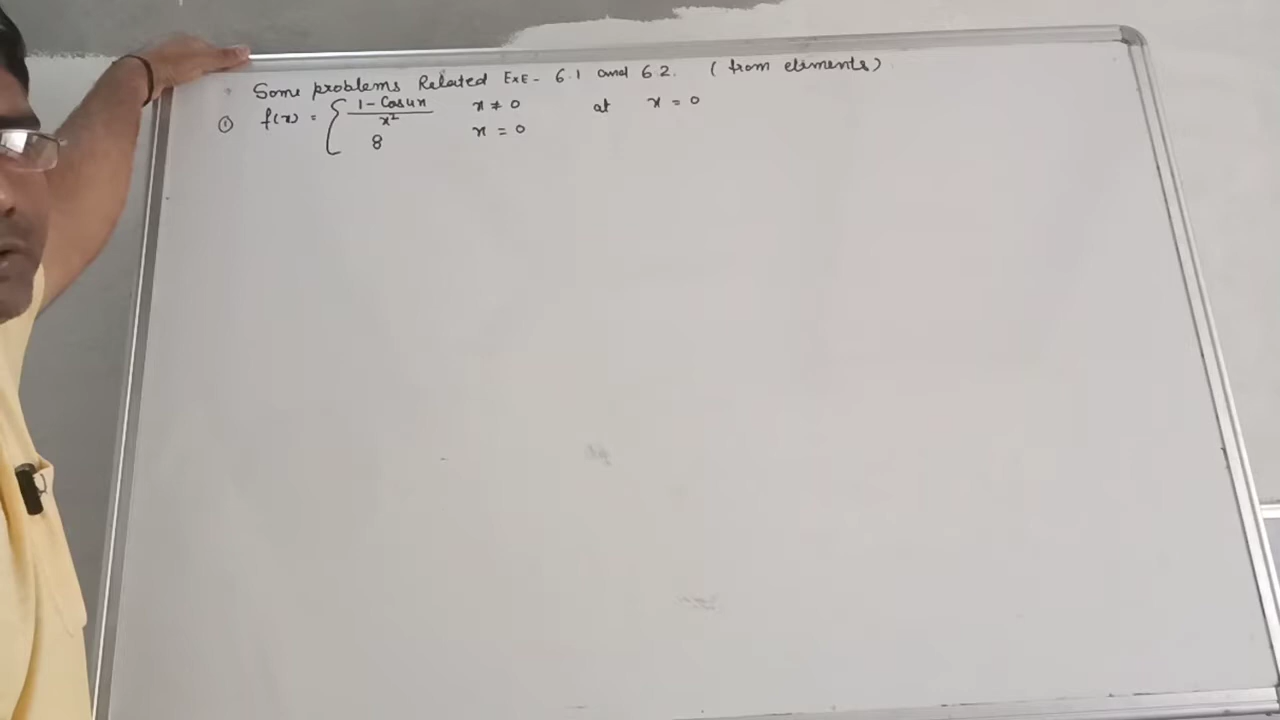 Some problems Related EXE - 6.1 and 6.2. ( from eliments )
① f(x) = { 1 - Cos4x / x² x ≠ 0 at x = 0
8 x = 0